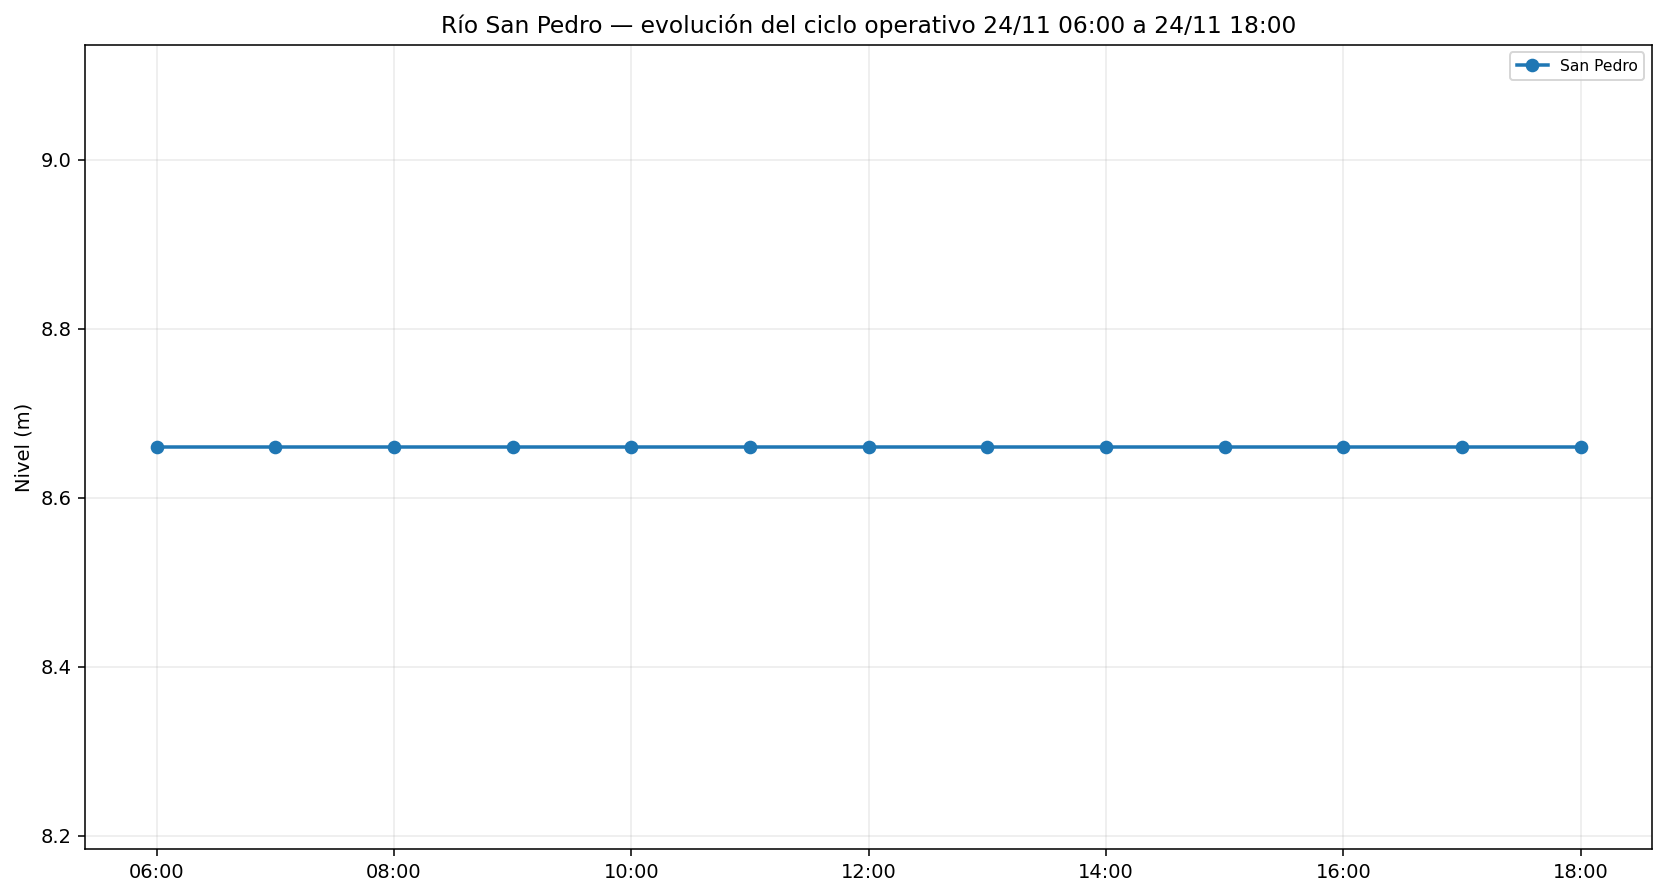 Río San Pedro — evolución del ciclo operativo 24/11 06:00 a 24/11 18:00
San Pedro
Nivel (m)
9.0
8.8
8.6
8.4
8.2
06:00 08:00 10:00 12:00 14:00 16:00 18:00